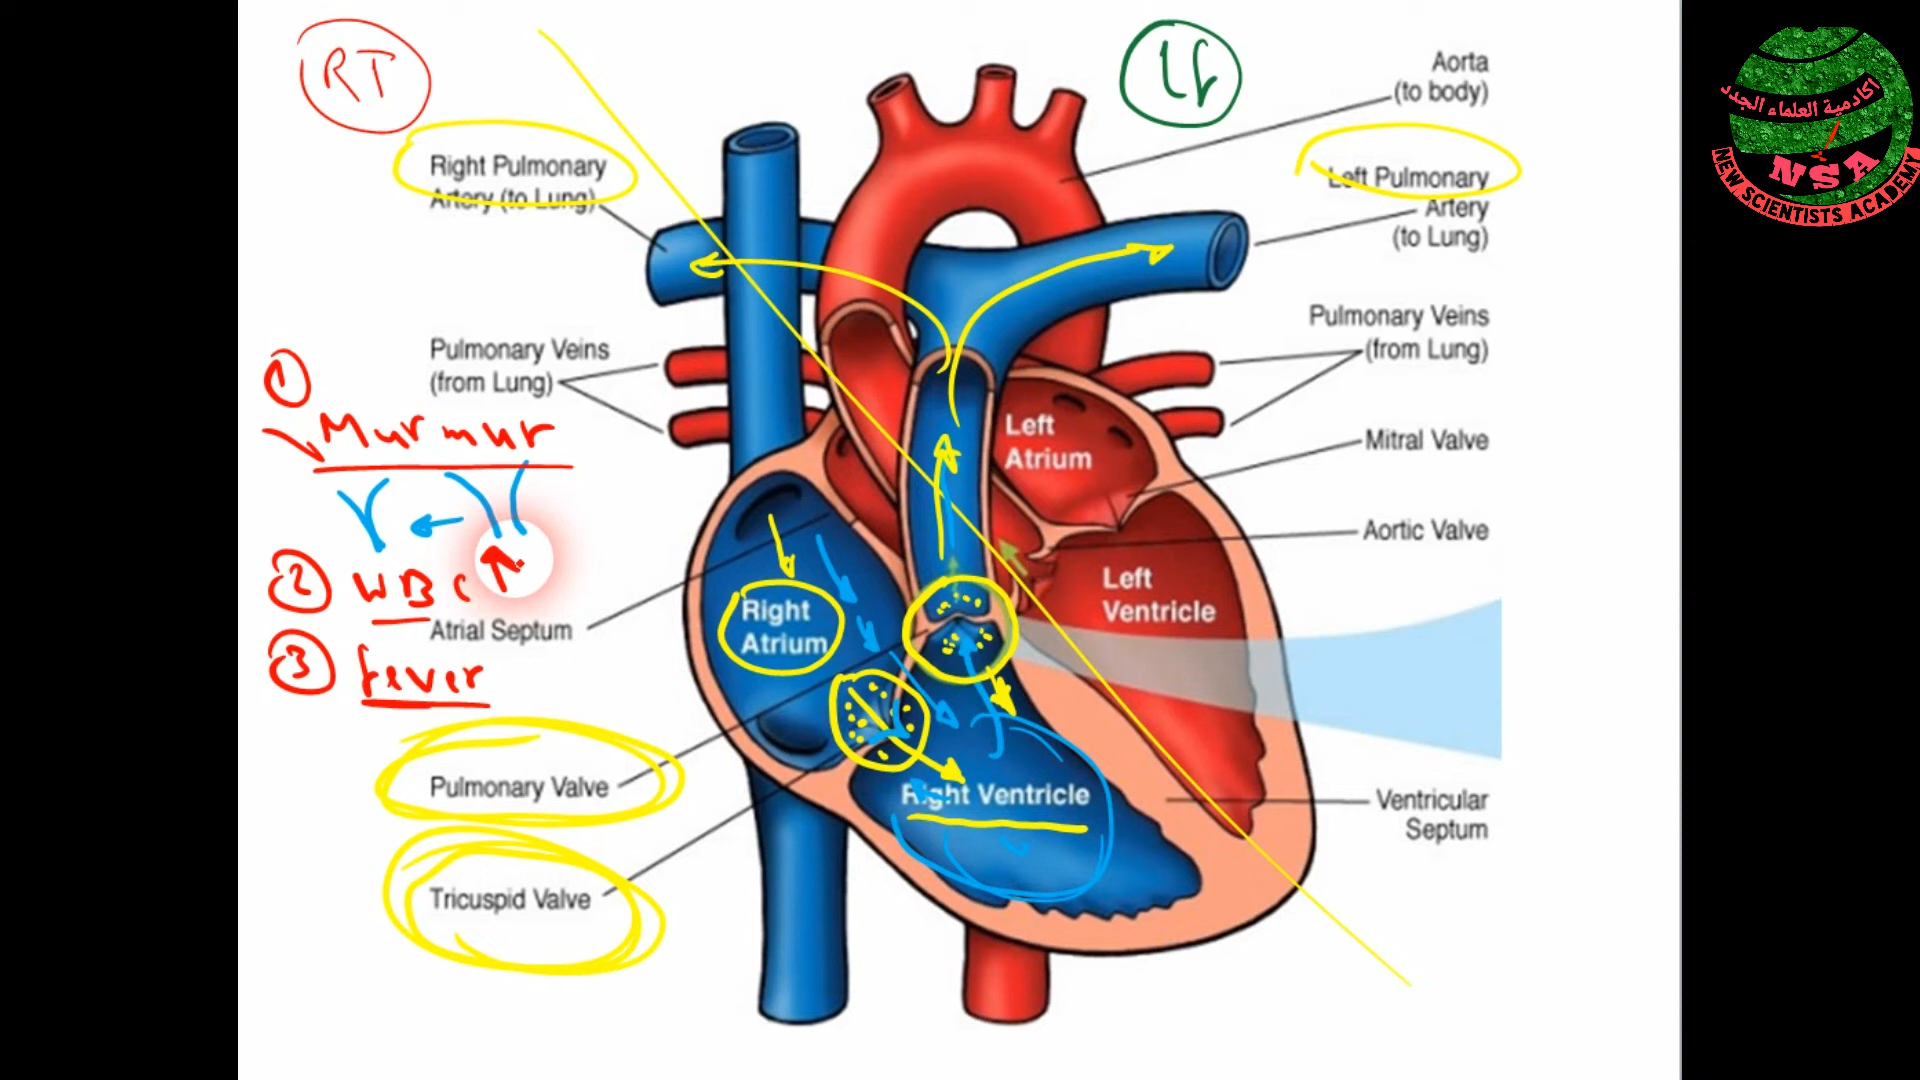 RT
Lf
Aorta
(to body)
Right Pulmonary
Artery (to Lung)
Left Pulmonary
Artery
(to Lung)
Pulmonary Veins
(from Lung)
Pulmonary Veins
(from Lung)
1
Murmur
Left
Atrium
Mitral Valve
Aortic Valve
2 WBC
Atrial Septum
Right
Atrium
Left
Ventricle
3 fever
Pulmonary Valve
Right Ventricle
Ventricular
Septum
Tricuspid Valve
أكاديمية العلماء الجدد
NSA
NEW SCIENTISTS ACADEMY